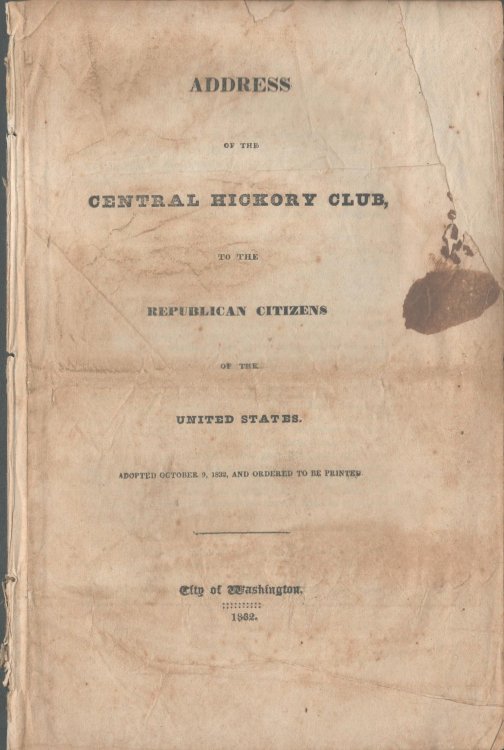 ADDRESS
OF THE
CENTRAL HICKORY CLUB,
TO THE
REPUBLICAN CITIZENS
OF THE
UNITED STATES.
ADOPTED OCTOBER 9, 1832, AND ORDERED TO BE PRINTED.
City of Washington.
1832.